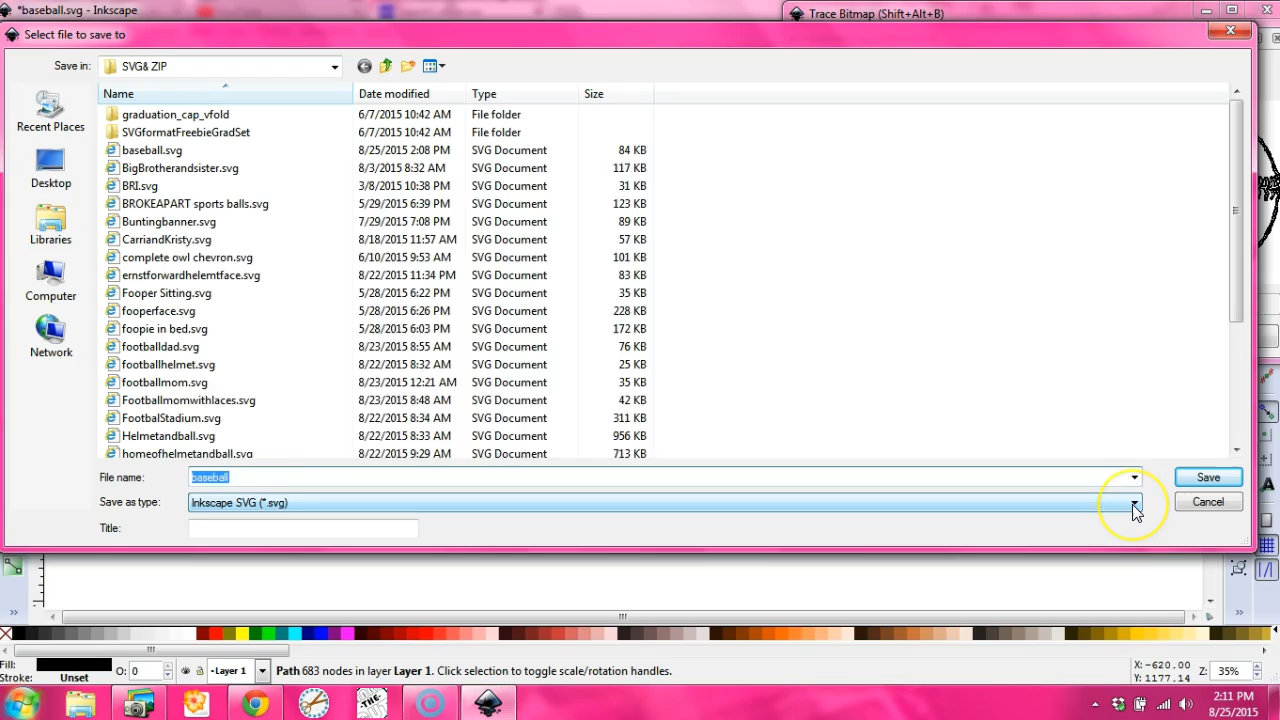 *baseball.svg - Inkscape
Trace Bitmap (Shift+Alt+B)
Select file to save to
Save in: SVG& ZIP
Name Date modified Type Size
graduation_cap_vfold 6/7/2015 10:42 AM File folder
SVGformatFreebieGradSet 6/7/2015 10:42 AM File folder
baseball.svg 8/25/2015 2:08 PM SVG Document 84 KB
BigBrotherandsister.svg 8/3/2015 8:32 AM SVG Document 117 KB
BRI.svg 3/8/2015 10:38 PM SVG Document 31 KB
BROKEAPART sports balls.svg 5/29/2015 6:39 PM SVG Document 123 KB
Buntingbanner.svg 7/29/2015 7:08 PM SVG Document 89 KB
CarriandKristy.svg 8/18/2015 11:57 AM SVG Document 57 KB
complete owl chevron.svg 6/10/2015 9:53 AM SVG Document 101 KB
ernstforwardhelemtface.svg 8/22/2015 11:34 PM SVG Document 83 KB
Fooper Sitting.svg 5/28/2015 6:22 PM SVG Document 35 KB
fooperface.svg 5/28/2015 6:26 PM SVG Document 228 KB
foopie in bed.svg 5/28/2015 6:03 PM SVG Document 172 KB
footballdad.svg 8/23/2015 8:55 AM SVG Document 76 KB
footballhelmet.svg 8/22/2015 8:32 AM SVG Document 25 KB
footballmom.svg 8/23/2015 12:21 AM SVG Document 35 KB
Footballmomwithlaces.svg 8/23/2015 8:48 AM SVG Document 42 KB
FootbalStadium.svg 8/22/2015 8:34 AM SVG Document 311 KB
Helmetandball.svg 8/22/2015 8:33 AM SVG Document 956 KB
homeofhelmetandball.svg 8/22/2015 9:29 AM SVG Document 713 KB
Recent Places
Desktop
Libraries
Computer
Network
File name: baseball Save
Save as type: Inkscape SVG (*.svg) Cancel
Title:
Fill:
Stroke: Unset
O: 0
Layer 1
Path 683 nodes in layer Layer 1. Click selection to toggle scale/rotation handles.
X: -620.00
Y: 1177.14
Z: 35%
THE
2:11 PM
8/25/2015